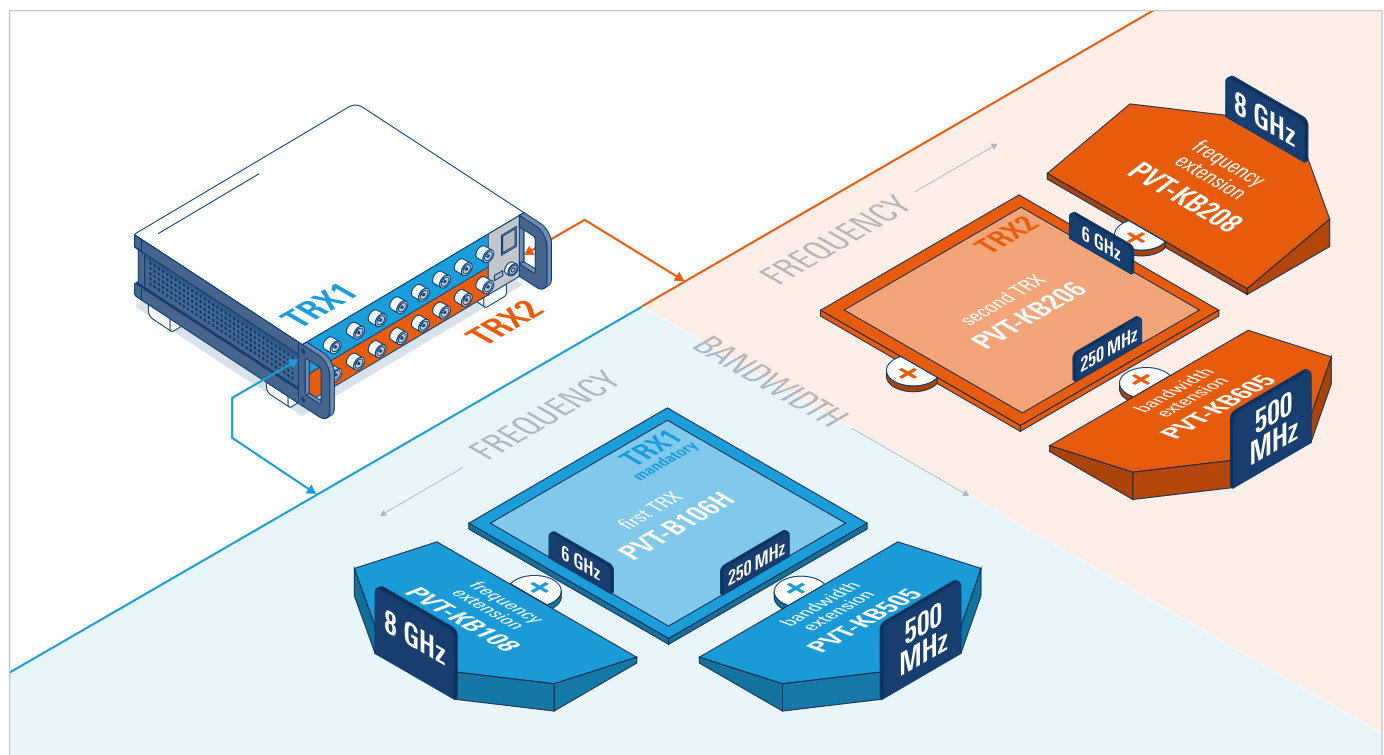 TRX1
TRX2
FREQUENCY
8 GHz
frequency
extension
PVT-KB208
TRX2
6 GHz
second TRX
PVT-KB206
250 MHz
bandwidth
extension
PVT-KB605
500
MHz
BANDWIDTH
FREQUENCY
TRX1
mandatory
first TRX
PVT-B106H
6 GHz
250 MHz
frequency
extension
PVT-KB108
8 GHz
bandwidth
extension
PVT-KB505
500
MHz